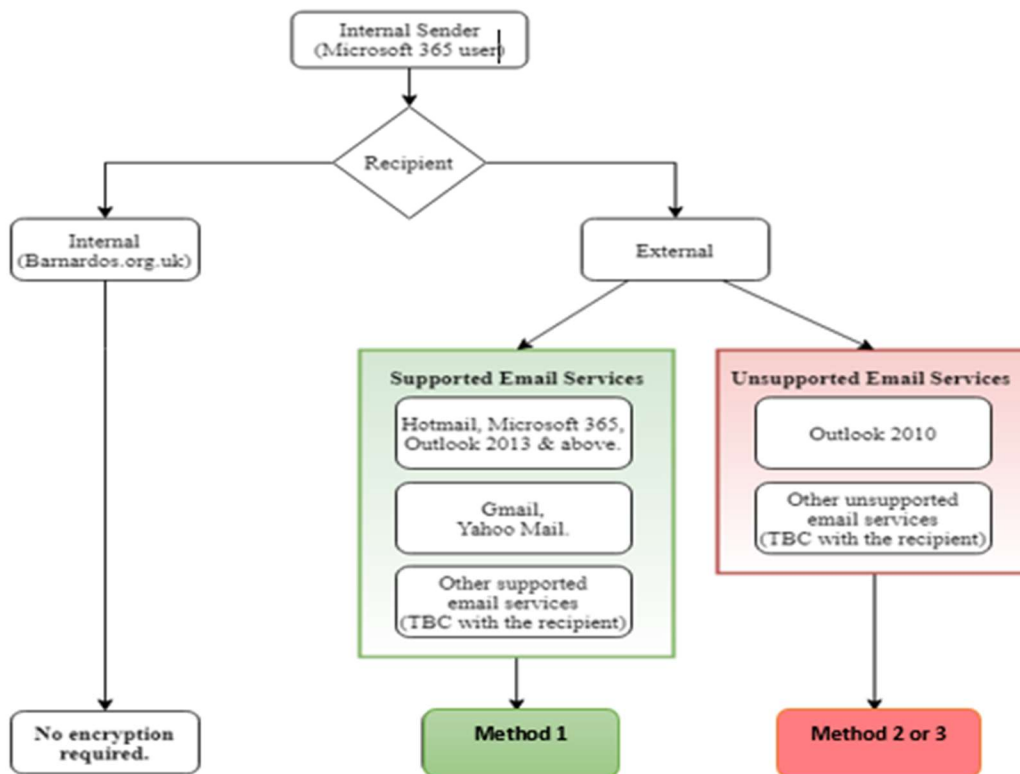 Internal Sender
(Microsoft 365 user)
Recipient
Internal
(Barnardos.org.uk)
External
Supported Email Services
Hotmail, Microsoft 365,
Outlook 2013 & above.
Gmail,
Yahoo Mail.
Other supported
email services
(TBC with the recipient)
Unsupported Email Services
Outlook 2010
Other unsupported
email services
(TBC with the recipient)
No encryption
required.
Method 1
Method 2 or 3